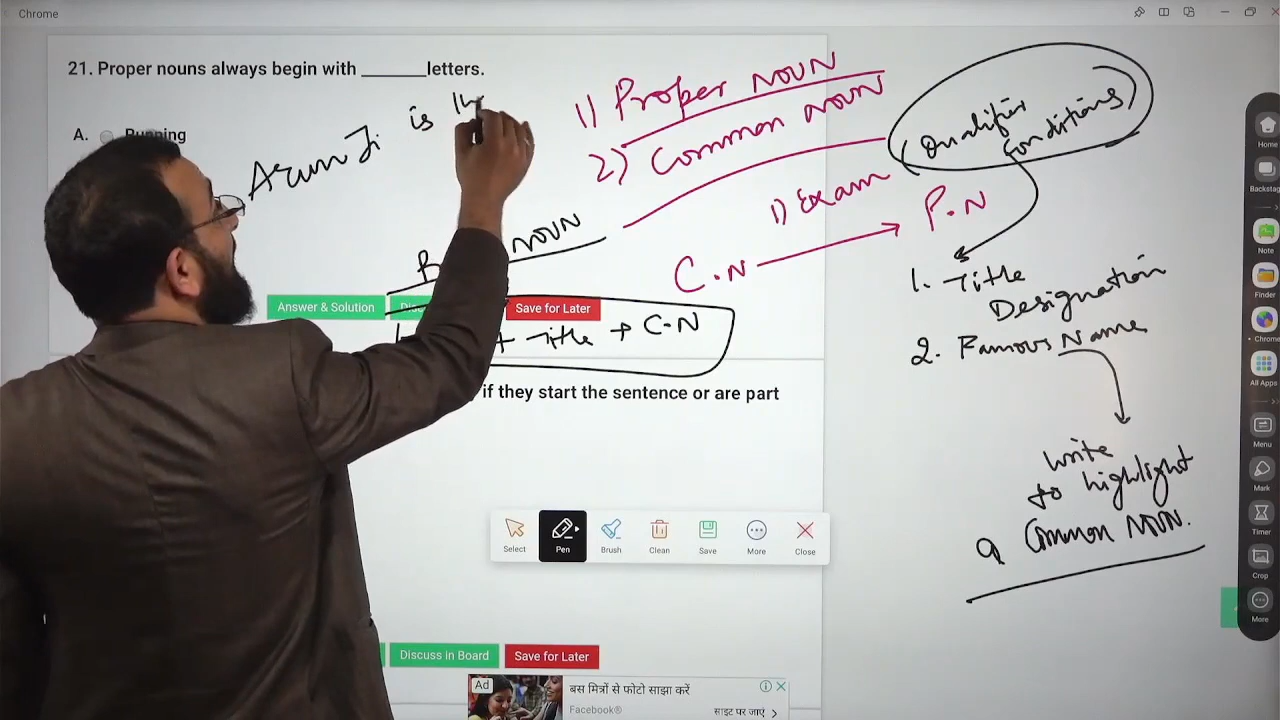 Chrome
21. Proper nouns always begin with ______letters.
A. Running
Arun Ji is
1) Proper NOUN
2) Common NOUN
(Qualifier
Conditions)
1) Exam
C.N → P.N
NOUN
1. Title
Designation
2. Famous Name
Answer & Solution
Save for Later
+ Title + C-N
if they start the sentence or are part
write
to highlight
a Common NOUN.
Select
Pen
Brush
Clean
Save
More
Close
Discuss in Board
Save for Later
Ad
बस मित्रों से फोटो साझा करें
Facebook®
साइट पर जाएं
Home
Backstag
Note
Finder
Chrome
All Apps
Menu
Mark
Timer
Crop
More